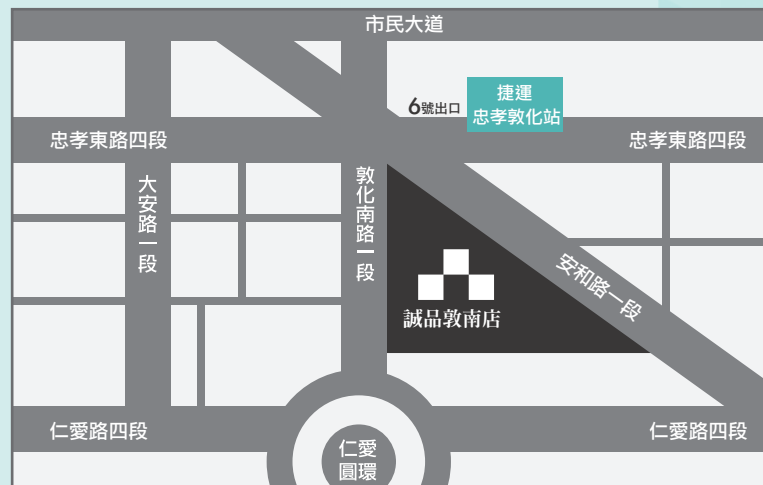 市民大道
捷運
忠孝敦化站
6號出口
忠孝東路四段
忠孝東路四段
大安路一段
敦化南路一段
安和路一段
誠品敦南店
仁愛路四段
仁愛路四段
仁愛
圓環